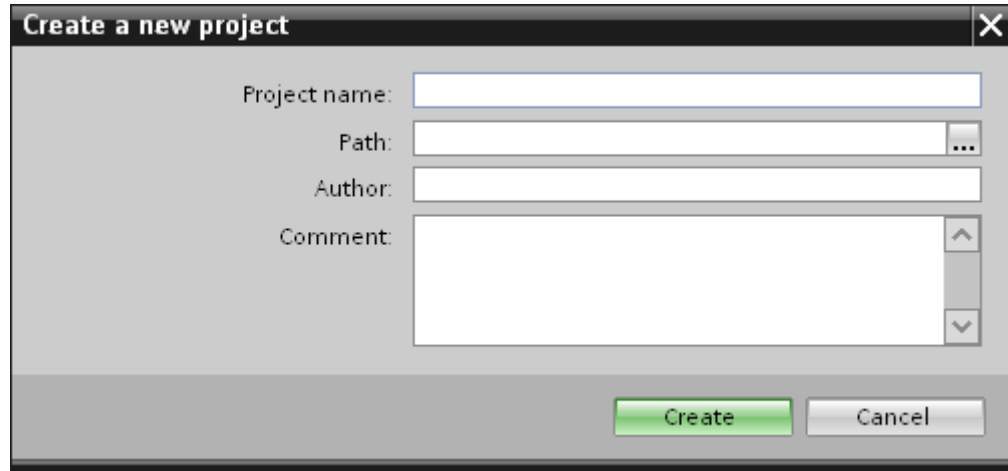 Create a new project
Project name:
Path:
...
Author:
Comment:
Create
Cancel